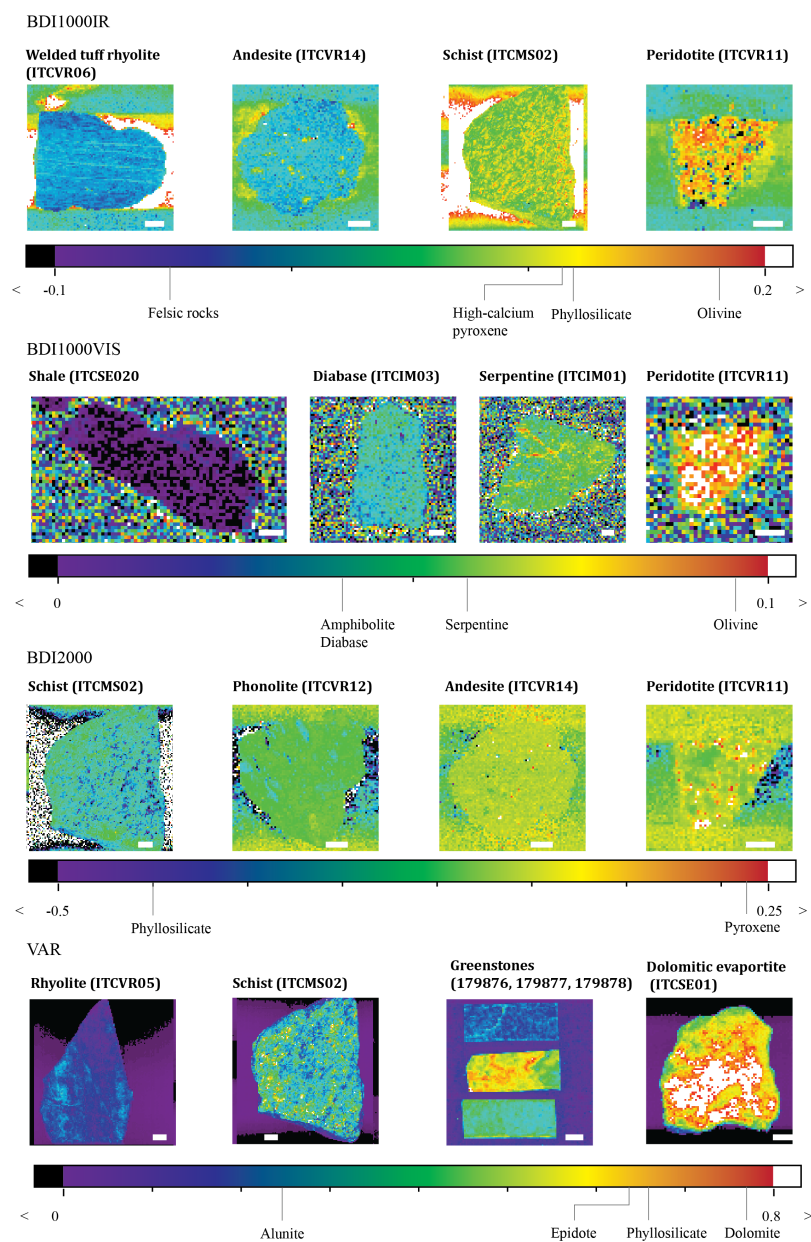 BDI1000IR
Welded tuff rhyolite
(ITCVR06)
Andesite (ITCVR14)
Schist (ITCMS02)
Peridotite (ITCVR11)
< -0.1 0.2 >
Felsic rocks
High-calcium
pyroxene
Phyllosilicate
Olivine
BDI1000VIS
Shale (ITCSE020
Diabase (ITCIM03)
Serpentine (ITCIM01)
Peridotite (ITCVR11)
< 0 0.1 >
Amphibolite
Diabase
Serpentine
Olivine
BDI2000
Schist (ITCMS02)
Phonolite (ITCVR12)
Andesite (ITCVR14)
Peridotite (ITCVR11)
< -0.5 0.25 >
Phyllosilicate
Pyroxene
VAR
Rhyolite (ITCVR05)
Schist (ITCMS02)
Greenstones
(179876, 179877, 179878)
Dolomitic evaportite
(ITCSE01)
< 0 0.8 >
Alunite
Epidote
Phyllosilicate
Dolomite